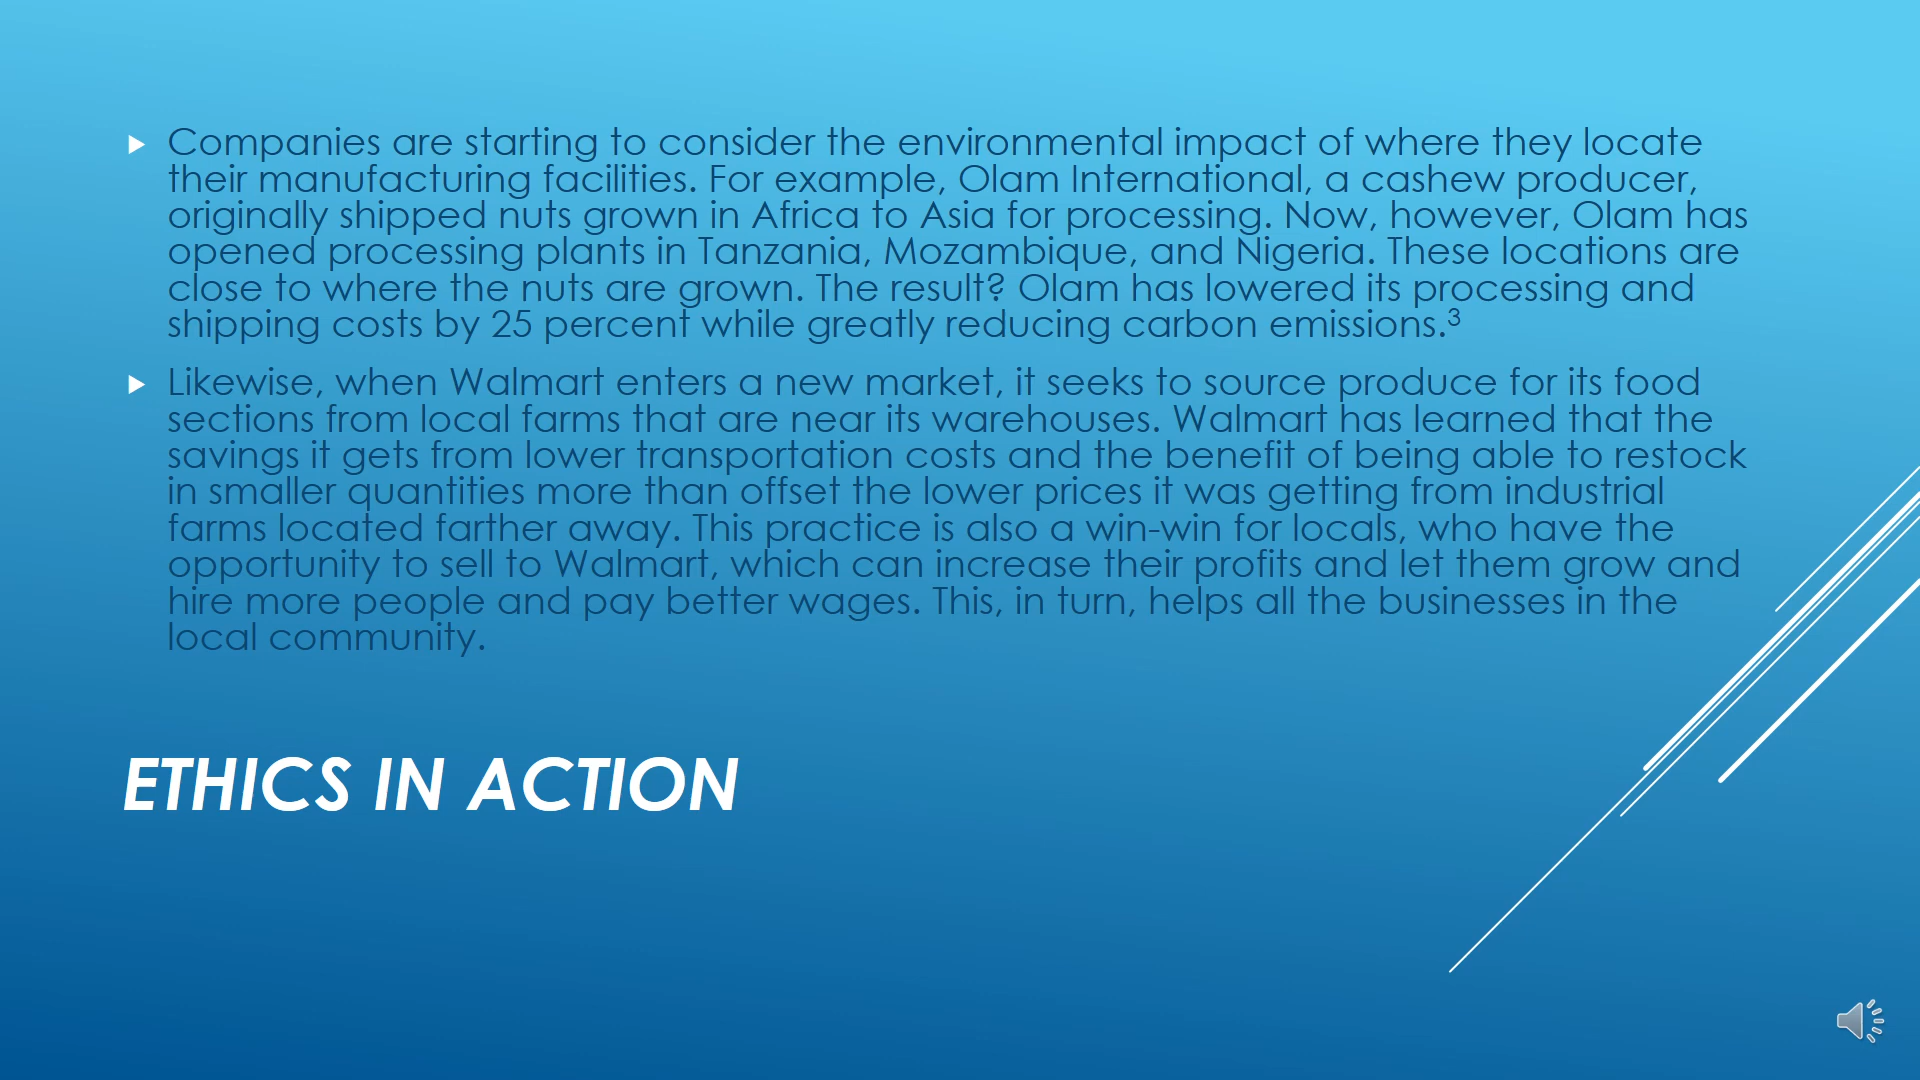 Companies are starting to consider the environmental impact of where they locate
their manufacturing facilities. For example, Olam International, a cashew producer,
originally shipped nuts grown in Africa to Asia for processing. Now, however, Olam has
opened processing plants in Tanzania, Mozambique, and Nigeria. These locations are
close to where the nuts are grown. The result? Olam has lowered its processing and
shipping costs by 25 percent while greatly reducing carbon emissions.³
Likewise, when Walmart enters a new market, it seeks to source produce for its food
sections from local farms that are near its warehouses. Walmart has learned that the
savings it gets from lower transportation costs and the benefit of being able to restock
in smaller quantities more than offset the lower prices it was getting from industrial
farms located farther away. This practice is also a win-win for locals, who have the
opportunity to sell to Walmart, which can increase their profits and let them grow and
hire more people and pay better wages. This, in turn, helps all the businesses in the
local community.
ETHICS IN ACTION